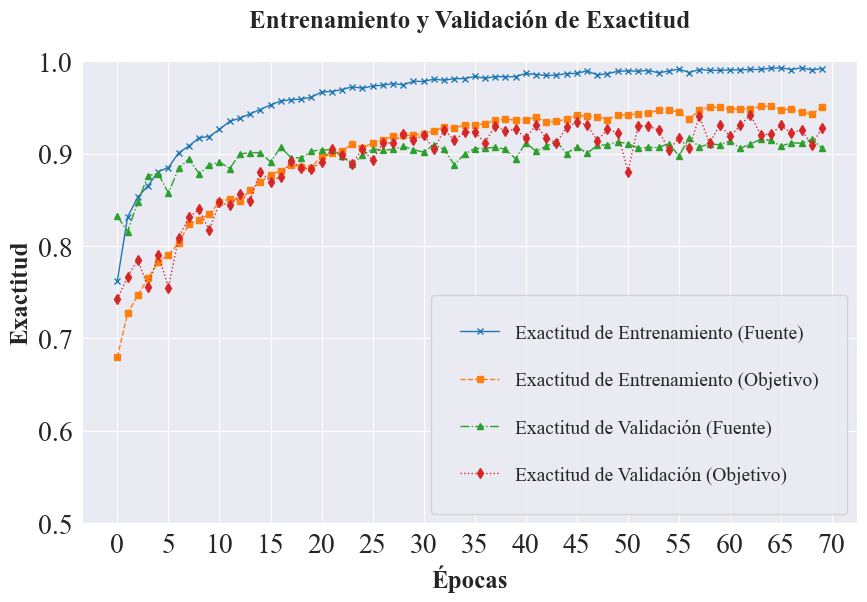 Entrenamiento y Validación de Exactitud
1.0
0.9
0.8
0.7
0.6
0.5
Exactitud
Exactitud de Entrenamiento (Fuente)
Exactitud de Entrenamiento (Objetivo)
Exactitud de Validación (Fuente)
Exactitud de Validación (Objetivo)
0 5 10 15 20 25 30 35 40 45 50 55 60 65 70
Épocas